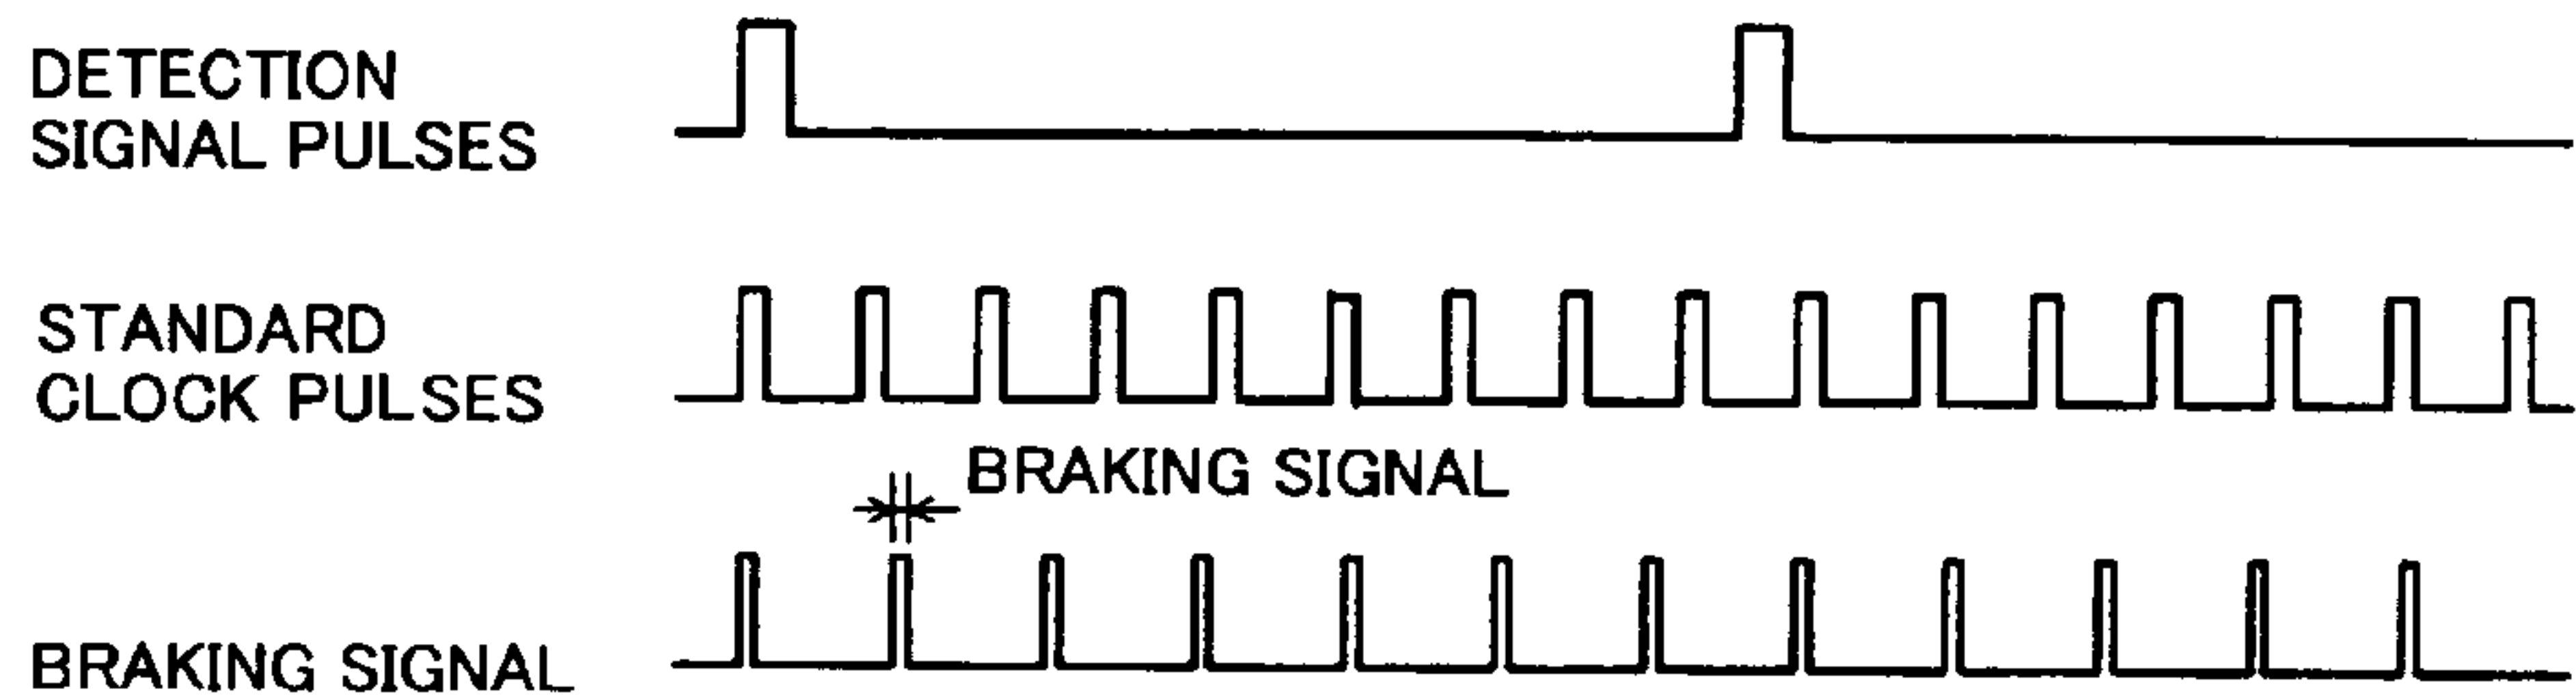 DETECTION
SIGNAL PULSES
STANDARD
CLOCK PULSES
BRAKING SIGNAL
BRAKING SIGNAL